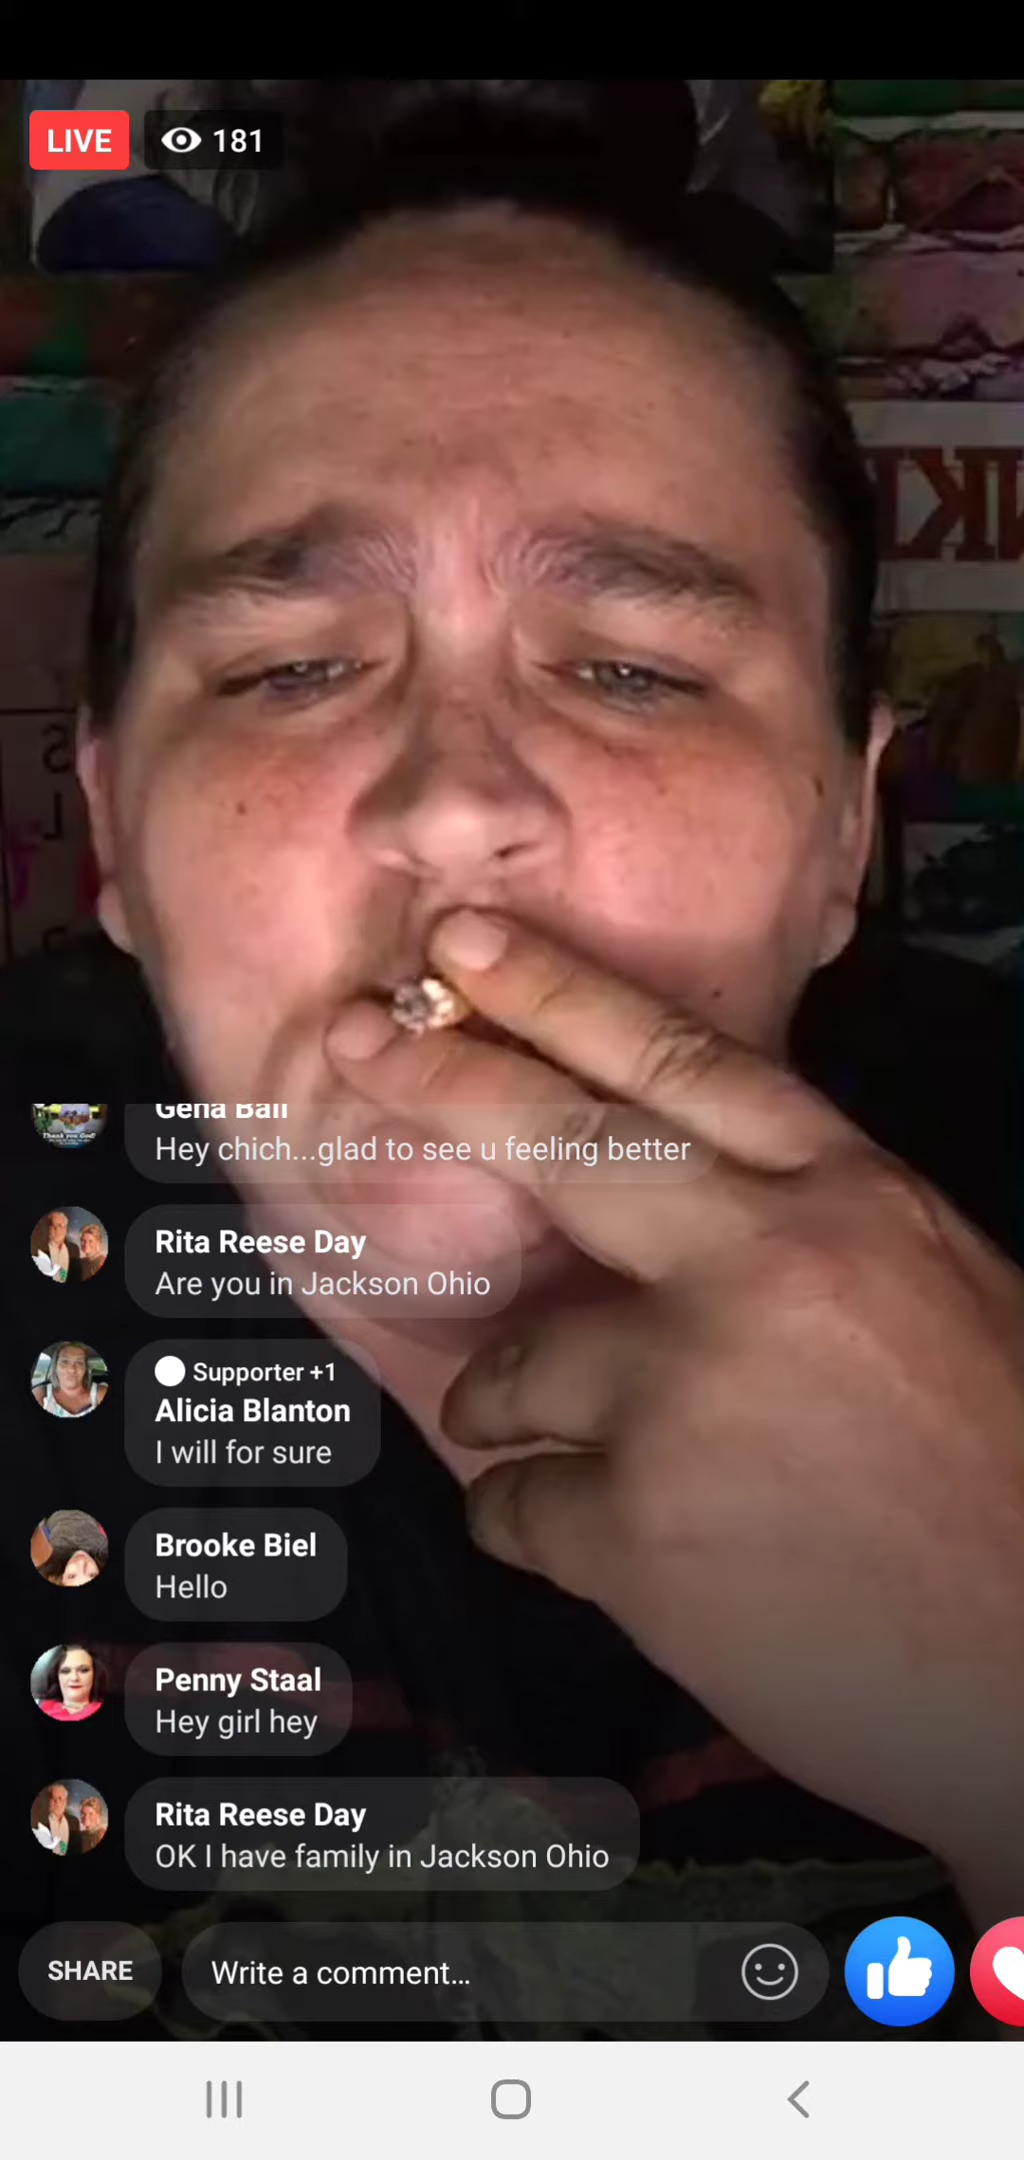 LIVE 181
Gena Ball
Hey chich...glad to see u feeling better
Rita Reese Day
Are you in Jackson Ohio
Supporter +1
Alicia Blanton
I will for sure
Brooke Biel
Hello
Penny Staal
Hey girl hey
Rita Reese Day
OK I have family in Jackson Ohio
SHARE Write a comment...